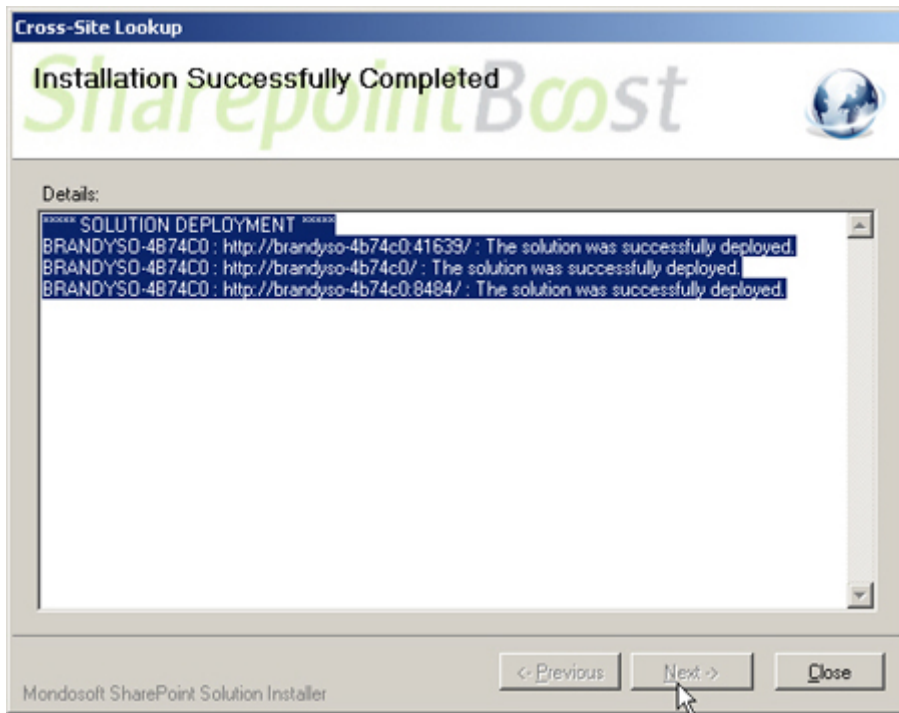 Cross-Site Lookup
Installation Successfully Completed
SharepointBoost
Details:
***** SOLUTION DEPLOYMENT *****
BRANDYSO-4B74C0 : http://brandyso-4b74c0:41639/ : The solution was successfully deployed.
BRANDYSO-4B74C0 : http://brandyso-4b74c0/ : The solution was successfully deployed.
BRANDYSO-4B74C0 : http://brandyso-4b74c0:8484/ : The solution was successfully deployed.
<- Previous Next -> Close
Mondosoft SharePoint Solution Installer